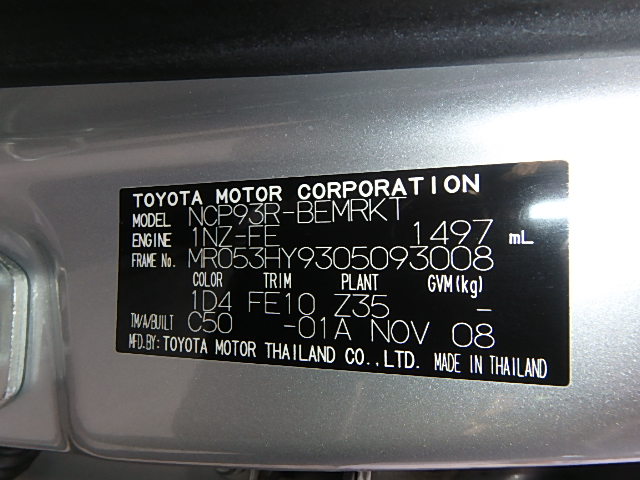 TOYOTA MOTOR CORPORATION
MODEL NCP93R-BEMRKT
ENGINE 1NZ-FE 1497 mL
FRAME No. MR053HY9305093008
COLOR TRIM PLANT GVM(kg)
1D4 FE10 Z35 -
TM/A/BUILT C50 -01A NOV 08
MFD.BY: TOYOTA MOTOR THAILAND CO.,LTD. MADE IN THAILAND